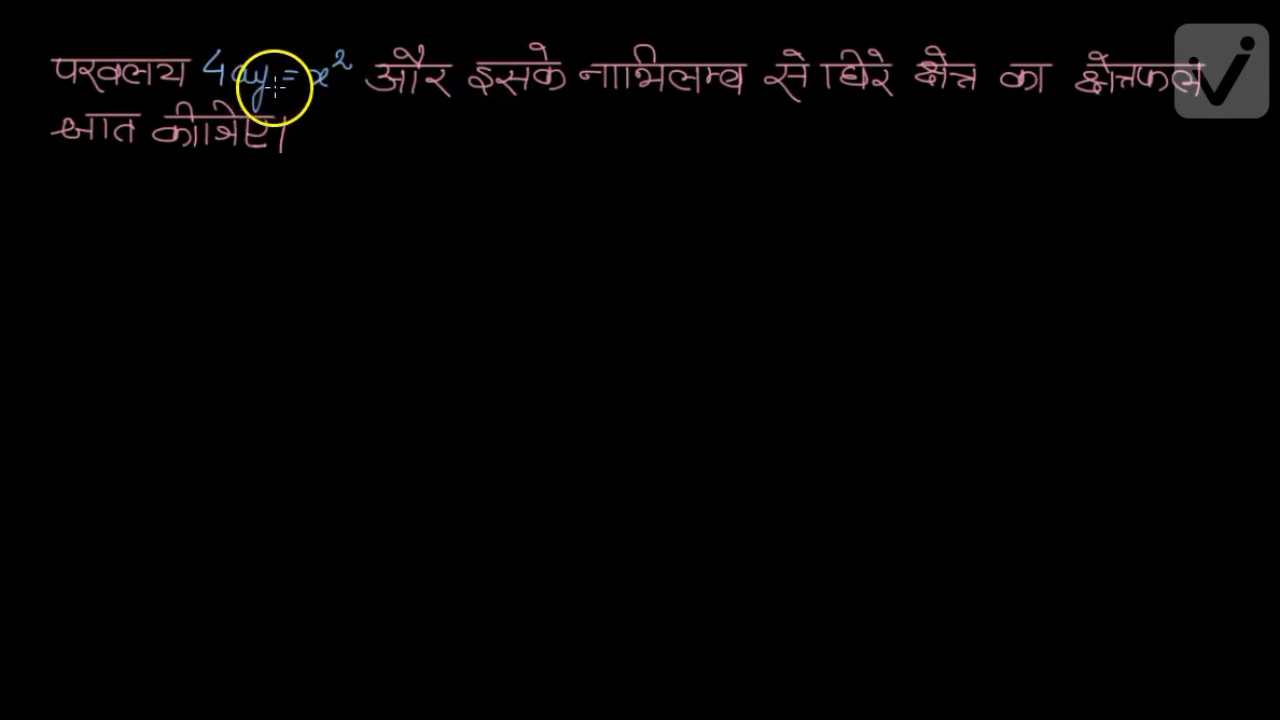 परवलय 4ay = x² और इसके नाभिलम्ब से घिरे क्षेत्र का क्षेत्रफल
ज्ञात कीजिए।